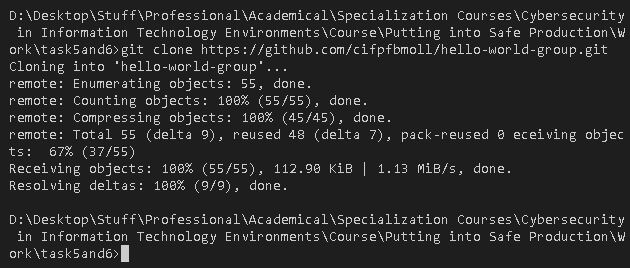 D:\Desktop\Stuff\Professional\Academical\Specialization Courses\Cybersecurity
 in Information Technology Environments\Course\Putting into Safe Production\W
ork\task5and6>git clone https://github.com/cifpfbmoll/hello-world-group.git
Cloning into 'hello-world-group'...
remote: Enumerating objects: 55, done.
remote: Counting objects: 100% (55/55), done.
remote: Compressing objects: 100% (45/45), done.
remote: Total 55 (delta 9), reused 48 (delta 7), pack-reused 0 eceiving objec
ts:  67% (37/55)
Receiving objects: 100% (55/55), 112.90 KiB | 1.13 MiB/s, done.
Resolving deltas: 100% (9/9), done.

D:\Desktop\Stuff\Professional\Academical\Specialization Courses\Cybersecurity
 in Information Technology Environments\Course\Putting into Safe Production\W
ork\task5and6>